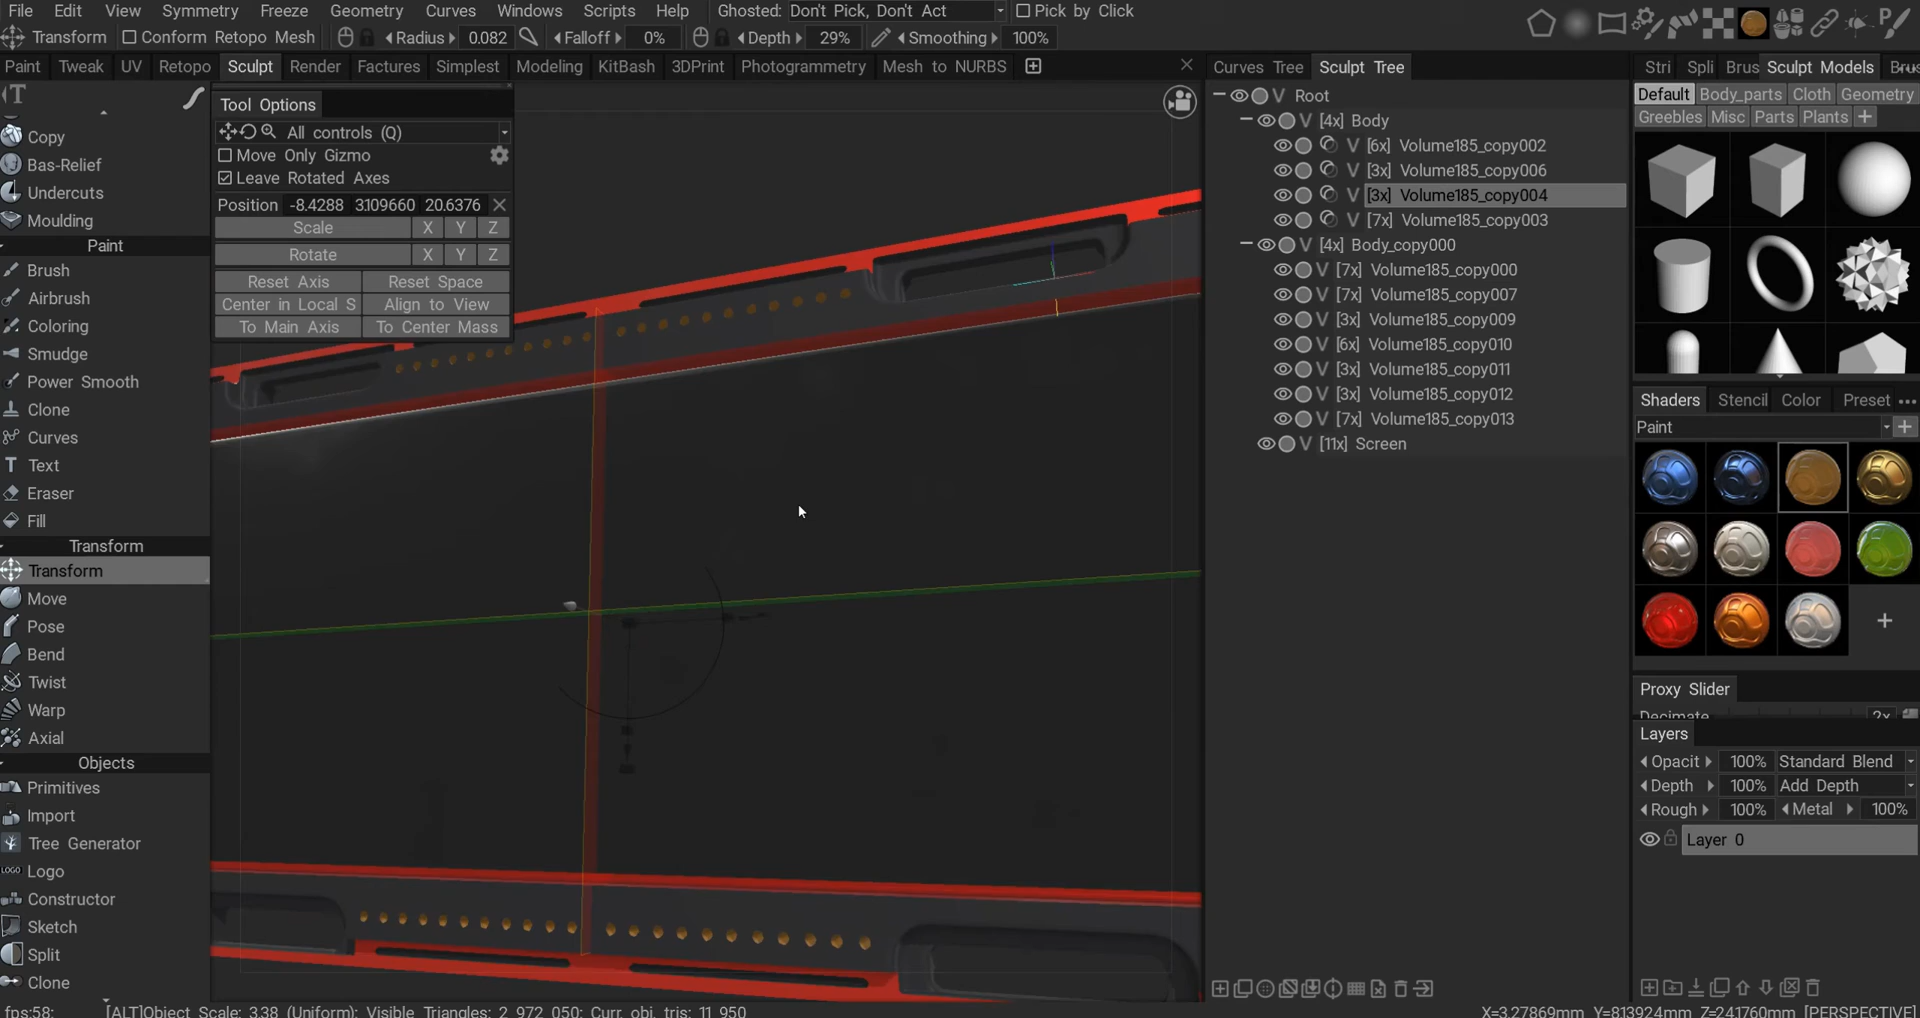 File Edit View Symmetry Freeze Geometry Curves Windows Scripts Help Ghosted: Don't Pick, Don't Act Pick by Click
Transform Conform Retopo Mesh Radius 0.082 Falloff 0% Depth 29% Smoothing 100%
Paint Tweak UV Retopo Sculpt Render Factures Simplest Modeling KitBash 3DPrint Photogrammetry Mesh to NURBS
Copy
Bas-Relief
Undercuts
Moulding
Paint
Brush
Airbrush
Coloring
Smudge
Power Smooth
Clone
Curves
Text
Eraser
Fill
Transform
Transform
Move
Pose
Bend
Twist
Warp
Axial
Objects
Primitives
Import
Tree Generator
LOGO Logo
Constructor
Sketch
Split
Clone
Tool Options
All controls (Q)
Move Only Gizmo
Leave Rotated Axes
Position -8.4288 3109660 20.6376
Scale X Y Z
Rotate X Y Z
Reset Axis Reset Space
Center in Local S Align to View
To Main Axis To Center Mass
Curves Tree Sculpt Tree
V Root
V [4x] Body
V [6x] Volume185_copy002
V [3x] Volume185_copy006
V [3x] Volume185_copy004
V [7x] Volume185_copy003
V [4x] Body_copy000
V [7x] Volume185_copy000
V [7x] Volume185_copy007
V [3x] Volume185_copy009
V [6x] Volume185_copy010
V [3x] Volume185_copy011
V [3x] Volume185_copy012
V [7x] Volume185_copy013
V [11x] Screen
Stri Spli Brus Sculpt Models Bru
Default Body_parts Cloth Geometry
Greebles Misc Parts Plants +
Shaders Stencil Color Preset
Paint
Proxy Slider
Decimate 2x
Layers
Opacit 100% Standard Blend
Depth 100% Add Depth
Rough 100% Metal 100%
Layer 0
fps:58; [ALT]Object Scale: 3.38 (Uniform); Visible Triangles: 2 972 050; Curr. obj. tris: 11 950 X=3.27869mm Y=813924mm Z=241760mm [PERSPECTIVE]